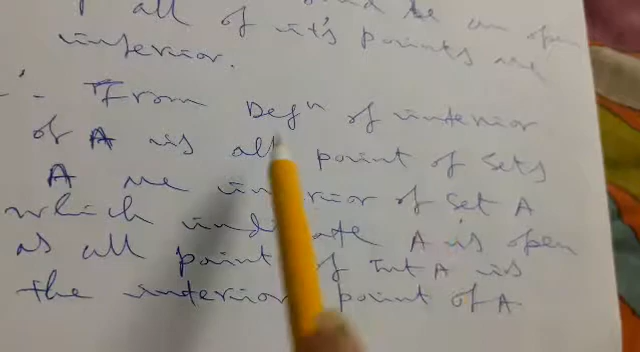 all of it's points are
interior.
∴ From Defⁿ of interior
of A is all point of sets
A are interior of set A
which indicate A is open
as all point of Int A is
the interior point of A